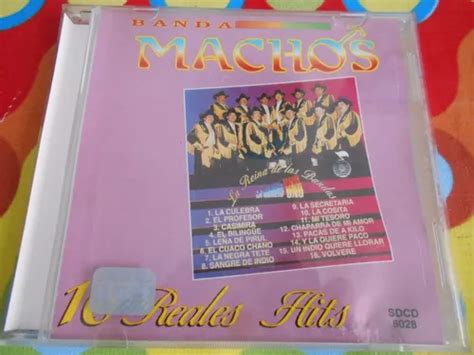 BANDA
MACHOS
La Reina de las Bandas
1. LA CULEBRA
2. EL PROFESOR
3. CASIMIRA
4. EL BILINGÜE
5. LEÑA DE PIRUL
6. EL CUACO CHANO
7. LA NEGRA TETE
8. SANGRE DE INDIO
9. LA SECRETARIA
10. LA COSITA
11. MI TESORO
12. CHAPARRA DE MI AMOR
13. PACAS DE A KILO
14. Y LA QUIERE PACO
15. UN INDIO QUIERE LLORAR
16. VOLVERE
Reales Hits
SDCD
6028